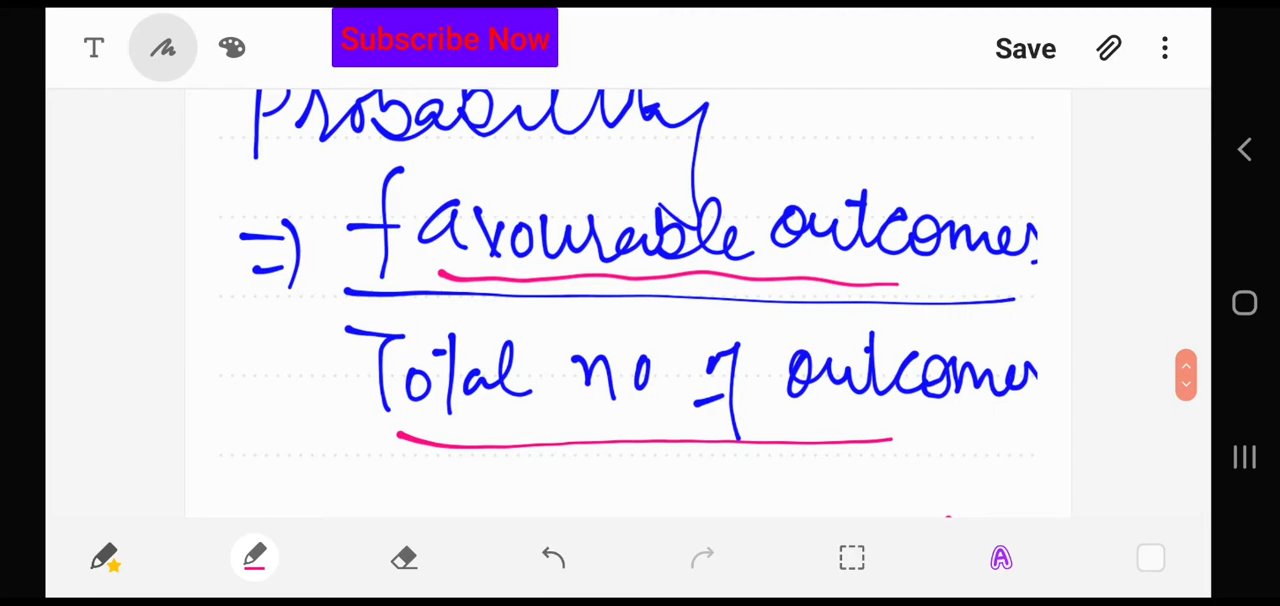 T
Subscribe Now
Save
Probability
=) favourable outcomes
Total no of outcomes
A